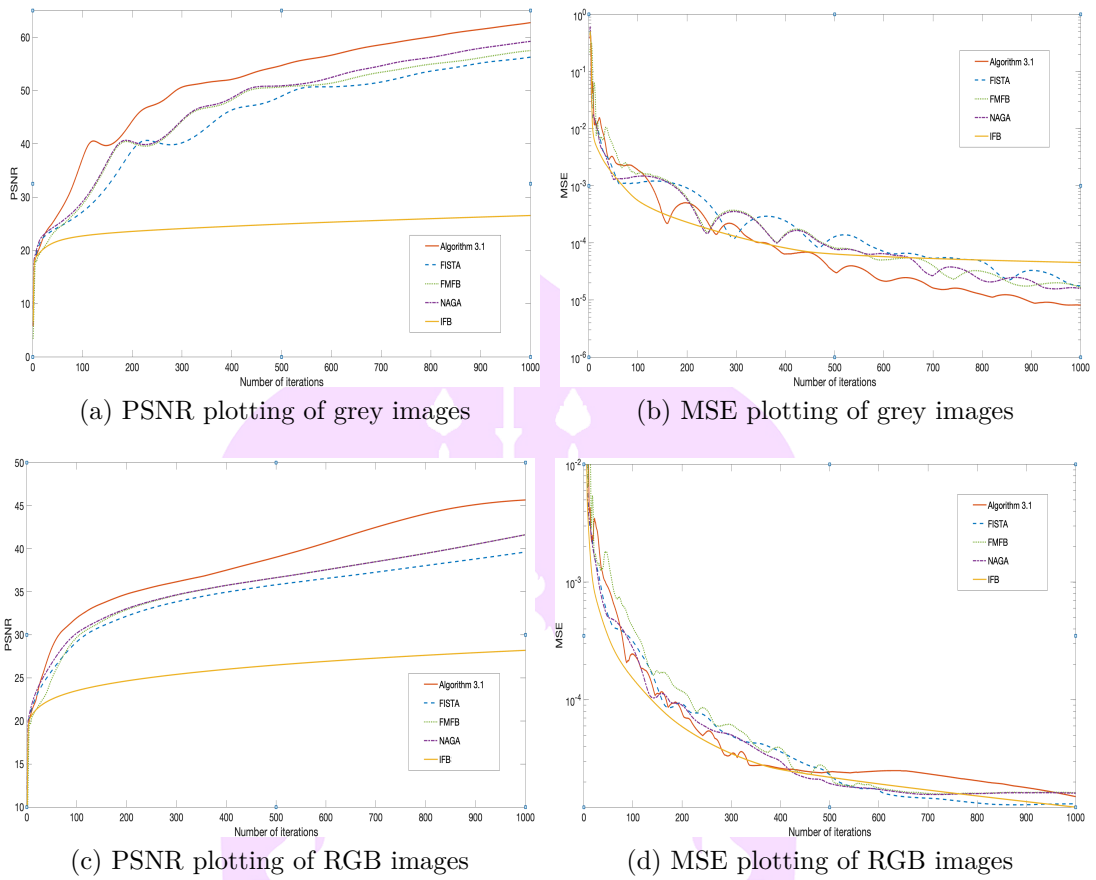 PSNR
60
50
40
30
20
10
0
0 100 200 300 400 500 600 700 800 900 1000
Number of iterations
Algorithm 3.1
FISTA
FMFB
NAGA
IFB
(a) PSNR plotting of grey images
MSE
10^0
10^-1
10^-2
10^-3
10^-4
10^-5
10^-6
0 100 200 300 400 500 600 700 800 900 1000
Number of iterations
Algorithm 3.1
FISTA
FMFB
NAGA
IFB
(b) MSE plotting of grey images
PSNR
50
45
40
35
30
25
20
15
10
0 100 200 300 400 500 600 700 800 900 1000
Number of iterations
Algorithm 3.1
FISTA
FMFB
NAGA
IFB
(c) PSNR plotting of RGB images
MSE
10^-2
10^-3
10^-4
0 100 200 300 400 500 600 700 800 900 1000
Number of iterations
Algorithm 3.1
FISTA
FMFB
NAGA
IFB
(d) MSE plotting of RGB images